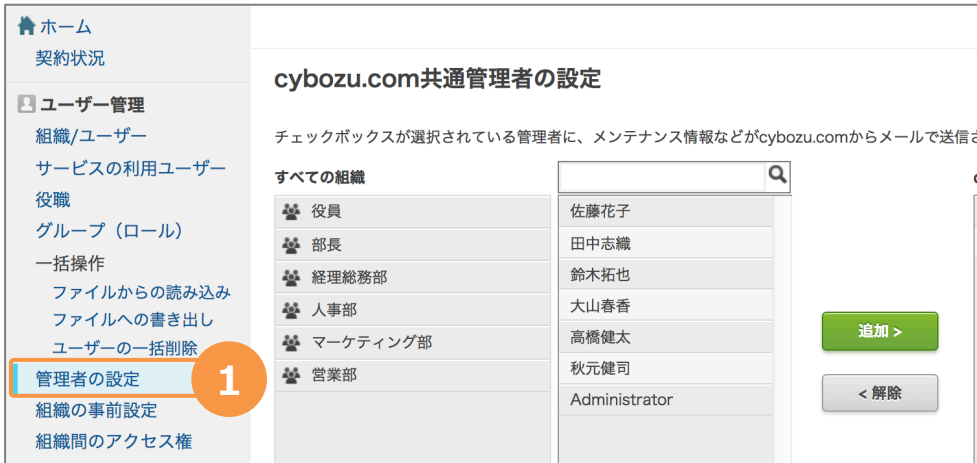 ホーム
契約状況
ユーザー管理
組織/ユーザー
サービスの利用ユーザー
役職
グループ（ロール）
一括操作
ファイルからの読み込み
ファイルへの書き出し
ユーザーの一括削除
管理者の設定
1
組織の事前設定
組織間のアクセス権
cybozu.com共通管理者の設定
チェックボックスが選択されている管理者に、メンテナンス情報などがcybozu.comからメールで送信
すべての組織
役員
部長
経理総務部
人事部
マーケティング部
営業部
佐藤花子
田中志織
鈴木拓也
大山春香
高橋健太
秋元健司
Administrator
追加 >
< 解除